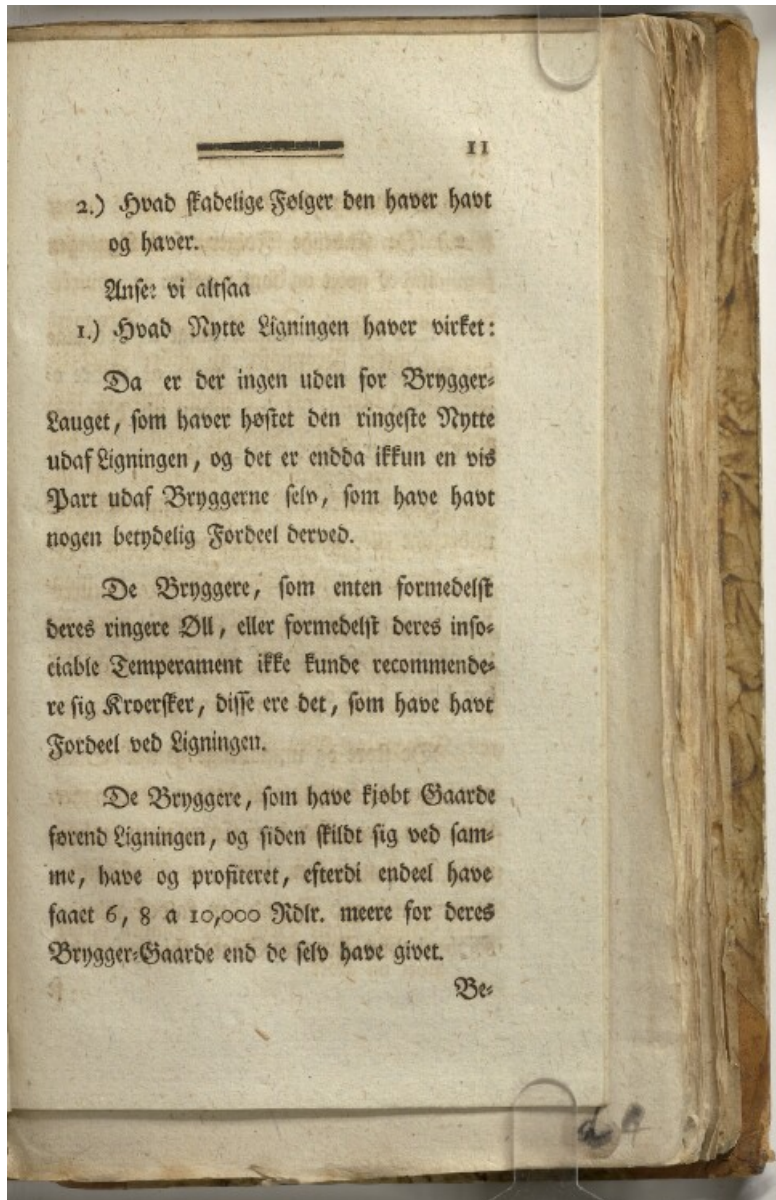 11
2.) Hvad skadelige Følger den haver havt
og haver.
Anser vi altsaa
1.) Hvad Nytte Ligningen haver virket:
Da er der ingen uden for Brygger-
Lauget, som haver høstet den ringeste Nytte
udaf Ligningen, og det er endda ikkun en vis
Part udaf Bryggerne selv, som have havt
nogen betydelig Fordeel derved.
De Bryggere, som enten formedelst
deres ringere Øll, eller formedelst deres inso-
ciable Temperament ikke kunde recommende-
re sig Kroersker, disse ere det, som have havt
Fordeel ved Ligningen.
De Bryggere, som have kjøbt Gaarde
førend Ligningen, og siden skildt sig ved sam-
me, have og profiteret, efterdi endeel have
faaet 6, 8 a 10,000 Rdlr. meere for deres
Brygger-Gaarde end de selv have givet.
Be-